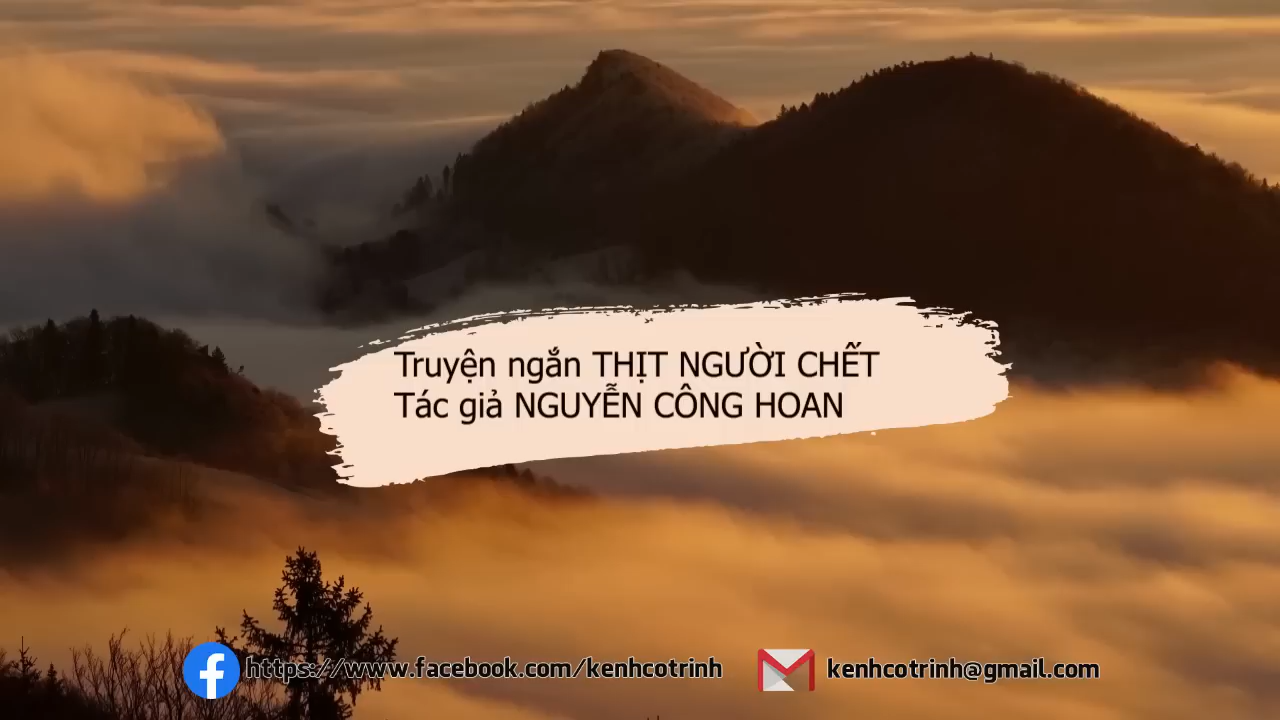 Truyện ngắn THỊT NGƯỜI CHẾT
Tác giả NGUYỄN CÔNG HOAN
https://www.facebook.com/kenhcotrinh
kenhcotrinh@gmail.com